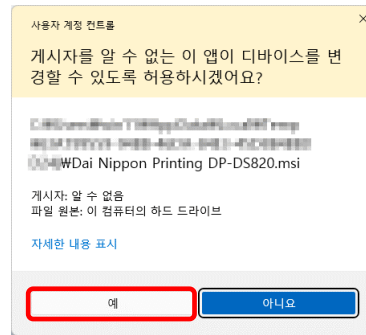 사용자 계정 컨트롤
게시자를 알 수 없는 이 앱이 디바이스를 변
경할 수 있도록 허용하시겠어요?
₩Dai Nippon Printing DP-DS820.msi
게시자: 알 수 없음
파일 원본: 이 컴퓨터의 하드 드라이브
자세한 내용 표시
예
아니요